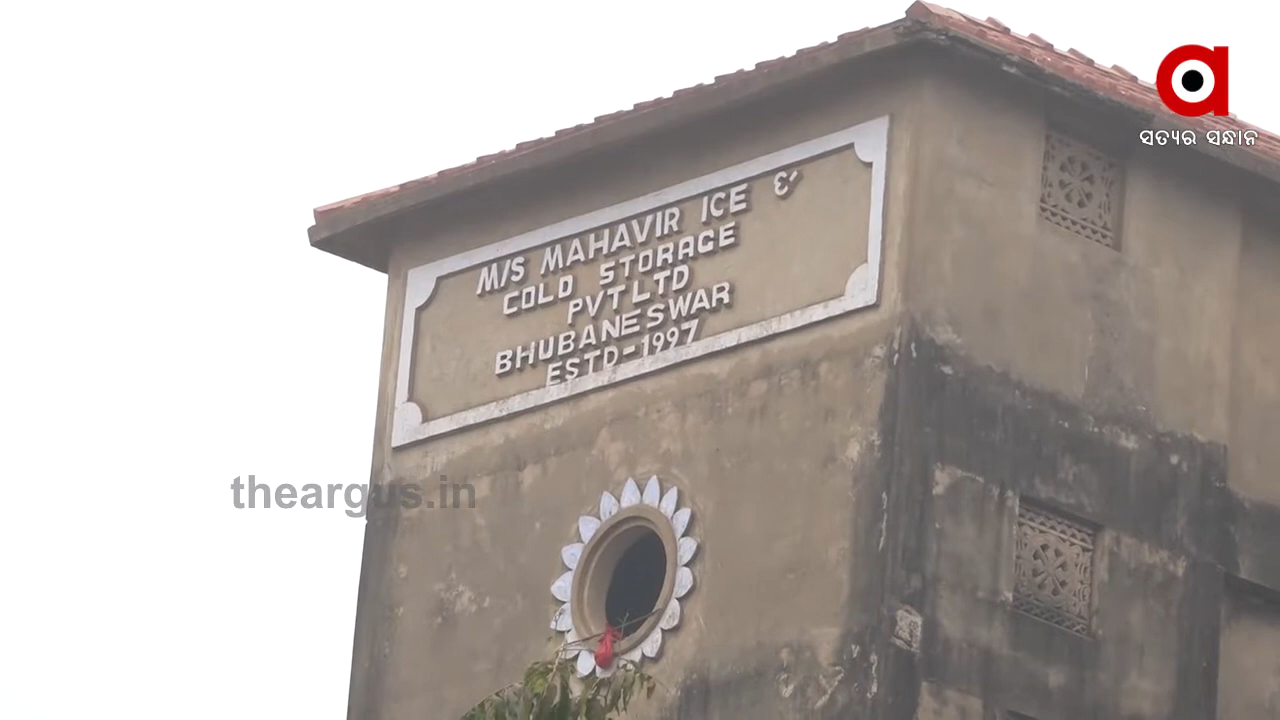 ସତ୍ୟର ସନ୍ଧାନ
M/S MAHAVIR ICE &
COLD STORAGE
PVT LTD
BHUBANESWAR
ESTD-1997
theargus.in